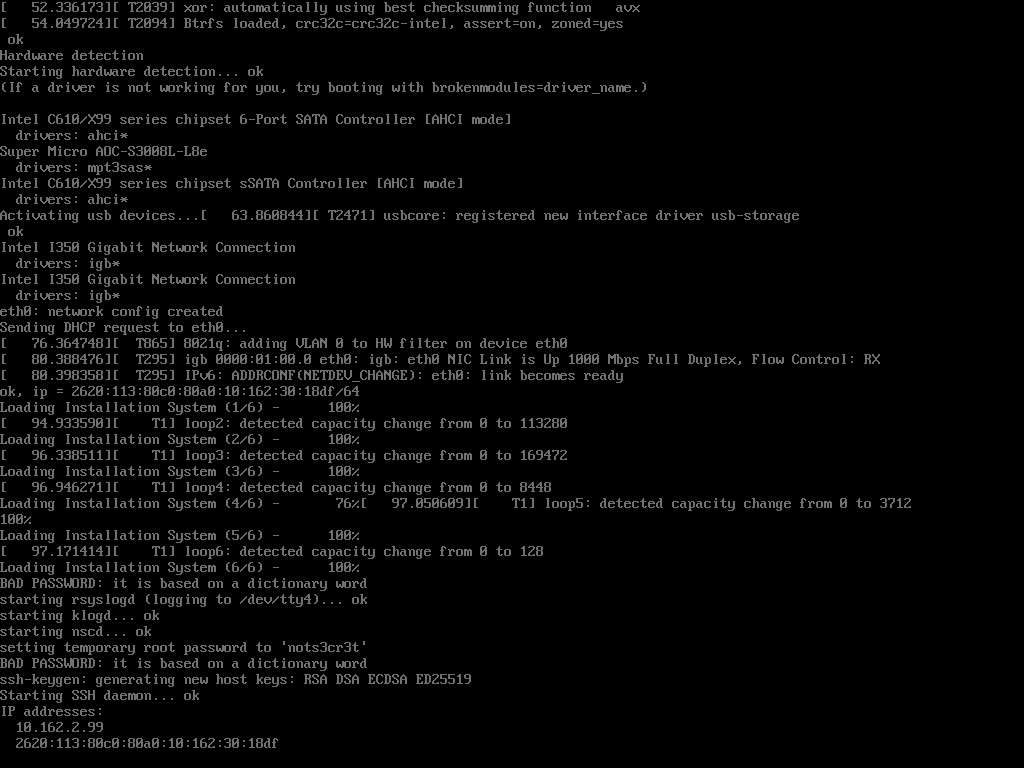 [   52.336173][ T2039] xor: automatically using best checksumming function   avx
[   54.049724][ T2094] Btrfs loaded, crc32c=crc32c-intel, assert=on, zoned=yes
 ok
Hardware detection
Starting hardware detection... ok
(If a driver is not working for you, try booting with brokenmodules=driver_name.)

Intel C610/X99 series chipset 6-Port SATA Controller [AHCI mode]
  drivers: ahci*
Super Micro AOC-S3008L-L8e
  drivers: mpt3sas*
Intel C610/X99 series chipset sSATA Controller [AHCI mode]
  drivers: ahci*
Activating usb devices...[   63.860844][ T2471] usbcore: registered new interface driver usb-storage
 ok
Intel I350 Gigabit Network Connection
  drivers: igb*
Intel I350 Gigabit Network Connection
  drivers: igb*
eth0: network config created
Sending DHCP request to eth0...
[   76.364748][  T865] 8021q: adding VLAN 0 to HW filter on device eth0
[   80.388476][  T295] igb 0000:01:00.0 eth0: igb: eth0 NIC Link is Up 1000 Mbps Full Duplex, Flow Control: RX
[   80.398358][  T295] IPv6: ADDRCONF(NETDEV_CHANGE): eth0: link becomes ready
ok, ip = 2620:113:80c0:80a0:10:162:30:18df/64
Loading Installation System (1/6) -      100%
[   94.933590][    T1] loop2: detected capacity change from 0 to 113280
Loading Installation System (2/6) -      100%
[   96.338511][    T1] loop3: detected capacity change from 0 to 169472
Loading Installation System (3/6) -      100%
[   96.946271][    T1] loop4: detected capacity change from 0 to 8448
Loading Installation System (4/6) -       76%[   97.050609][    T1] loop5: detected capacity change from 0 to 3712
100%
Loading Installation System (5/6) -      100%
[   97.171414][    T1] loop6: detected capacity change from 0 to 128
Loading Installation System (6/6) -      100%
BAD PASSWORD: it is based on a dictionary word
starting rsyslogd (logging to /dev/tty4)... ok
starting klogd... ok
starting nscd... ok
setting temporary root password to 'nots3cr3t'
BAD PASSWORD: it is based on a dictionary word
ssh-keygen: generating new host keys: RSA DSA ECDSA ED25519
Starting SSH daemon... ok
IP addresses:
  10.162.2.99
  2620:113:80c0:80a0:10:162:30:18df